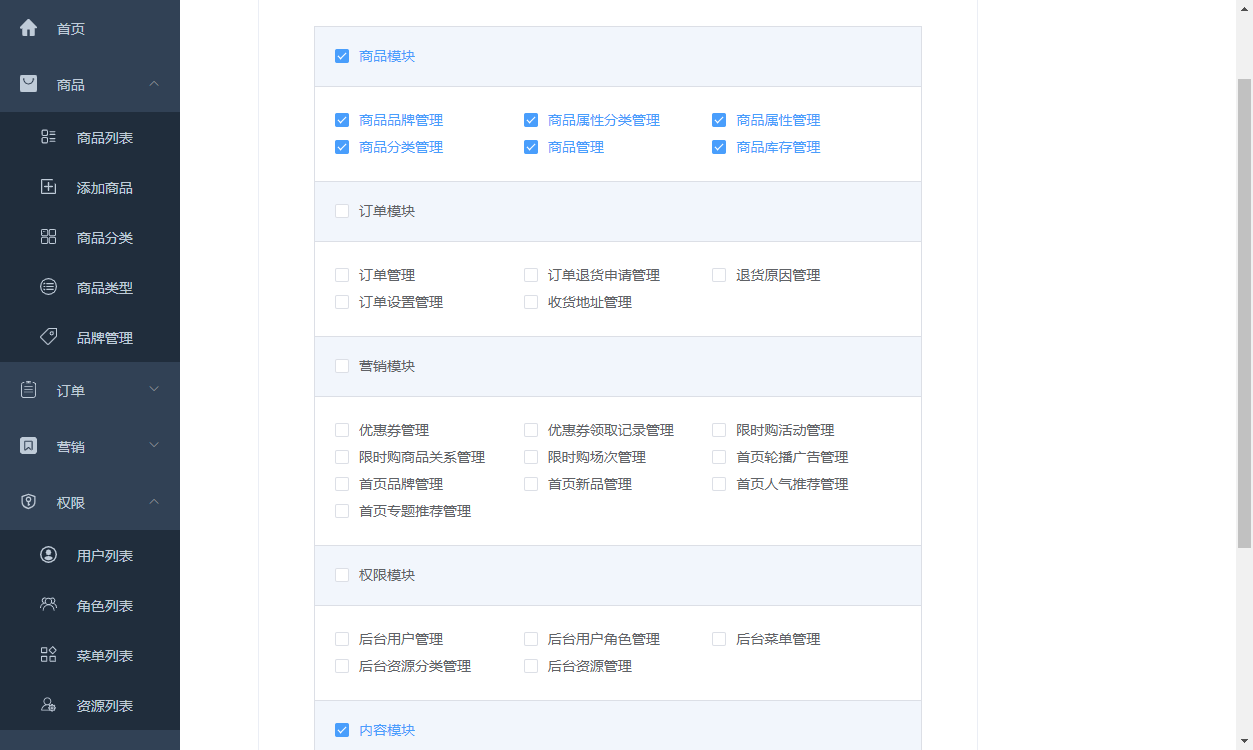 首页
商品
商品列表
添加商品
商品分类
商品类型
品牌管理
订单
营销
权限
用户列表
角色列表
菜单列表
资源列表
商品模块
商品品牌管理 商品属性分类管理 商品属性管理
商品分类管理 商品管理 商品库存管理
订单模块
订单管理 订单退货申请管理 退货原因管理
订单设置管理 收货地址管理
营销模块
优惠券管理 优惠券领取记录管理 限时购活动管理
限时购商品关系管理 限时购场次管理 首页轮播广告管理
首页品牌管理 首页新品管理 首页人气推荐管理
首页专题推荐管理
权限模块
后台用户管理 后台用户角色管理 后台菜单管理
后台资源分类管理 后台资源管理
内容模块